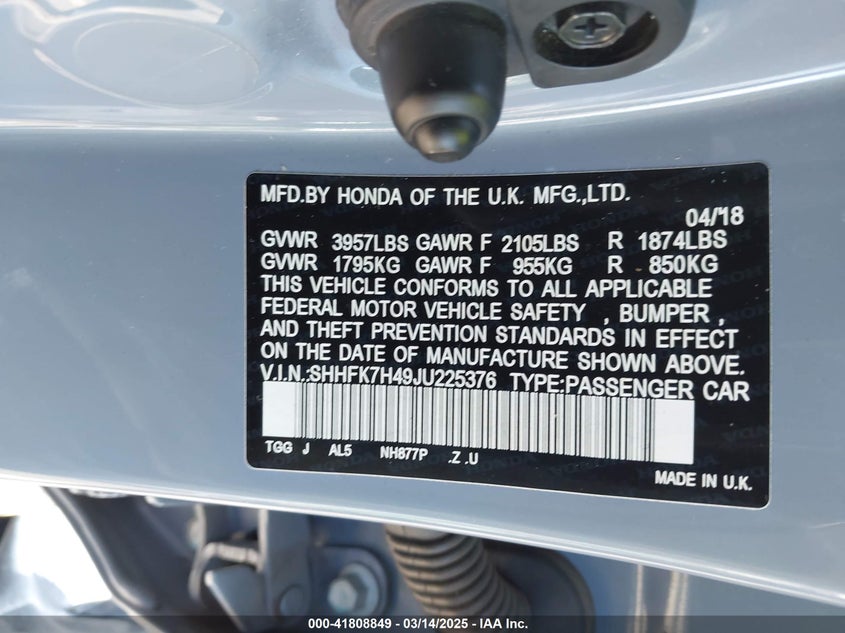 MFD.BY HONDA OF THE U.K. MFG.,LTD.
04/18
GVWR 3957LBS GAWR F 2105LBS R 1874LBS
GVWR 1795KG GAWR F 955KG R 850KG
THIS VEHICLE CONFORMS TO ALL APPLICABLE
FEDERAL MOTOR VEHICLE SAFETY , BUMPER ,
AND THEFT PREVENTION STANDARDS IN EFFECT
ON THE DATE OF MANUFACTURE SHOWN ABOVE.
V.I.N.:SHHFK7H49JU225376 TYPE:PASSENGER CAR
TGG J AL5 NH877P .Z .U
MADE IN U.K.
000-41808849 - 03/14/2025 - IAA Inc.